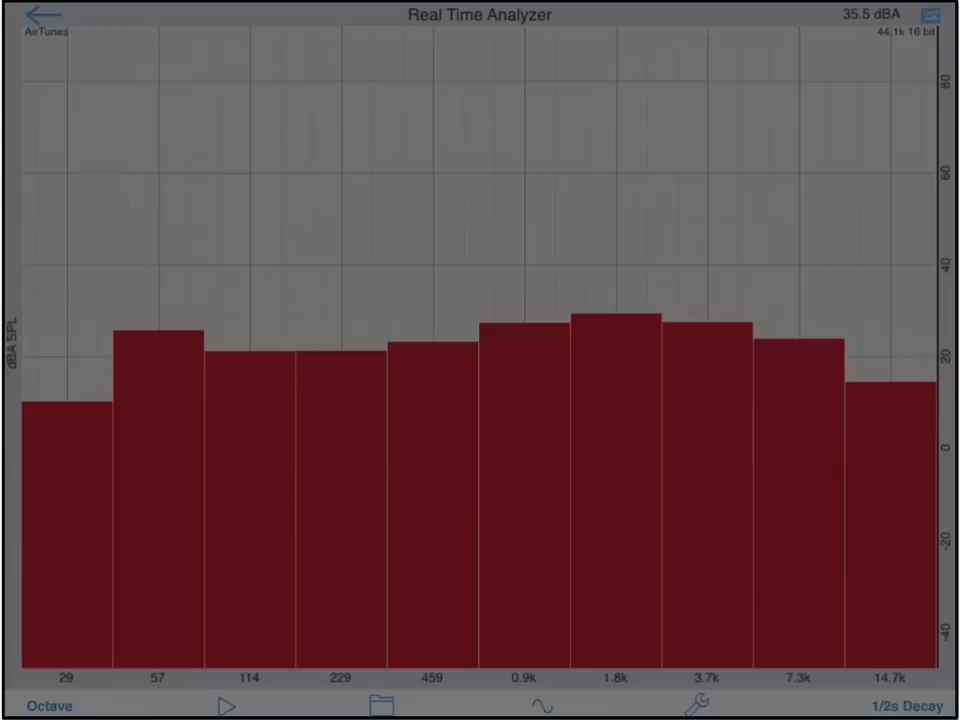 Real Time Analyzer
35.5 dBA
AirTunes
44.1k 16 bit
80
60
40
20
0
-20
-40
dBA SPL
29 57 114 229 459 0.9k 1.8k 3.7k 7.3k 14.7k
Octave
1/2s Decay